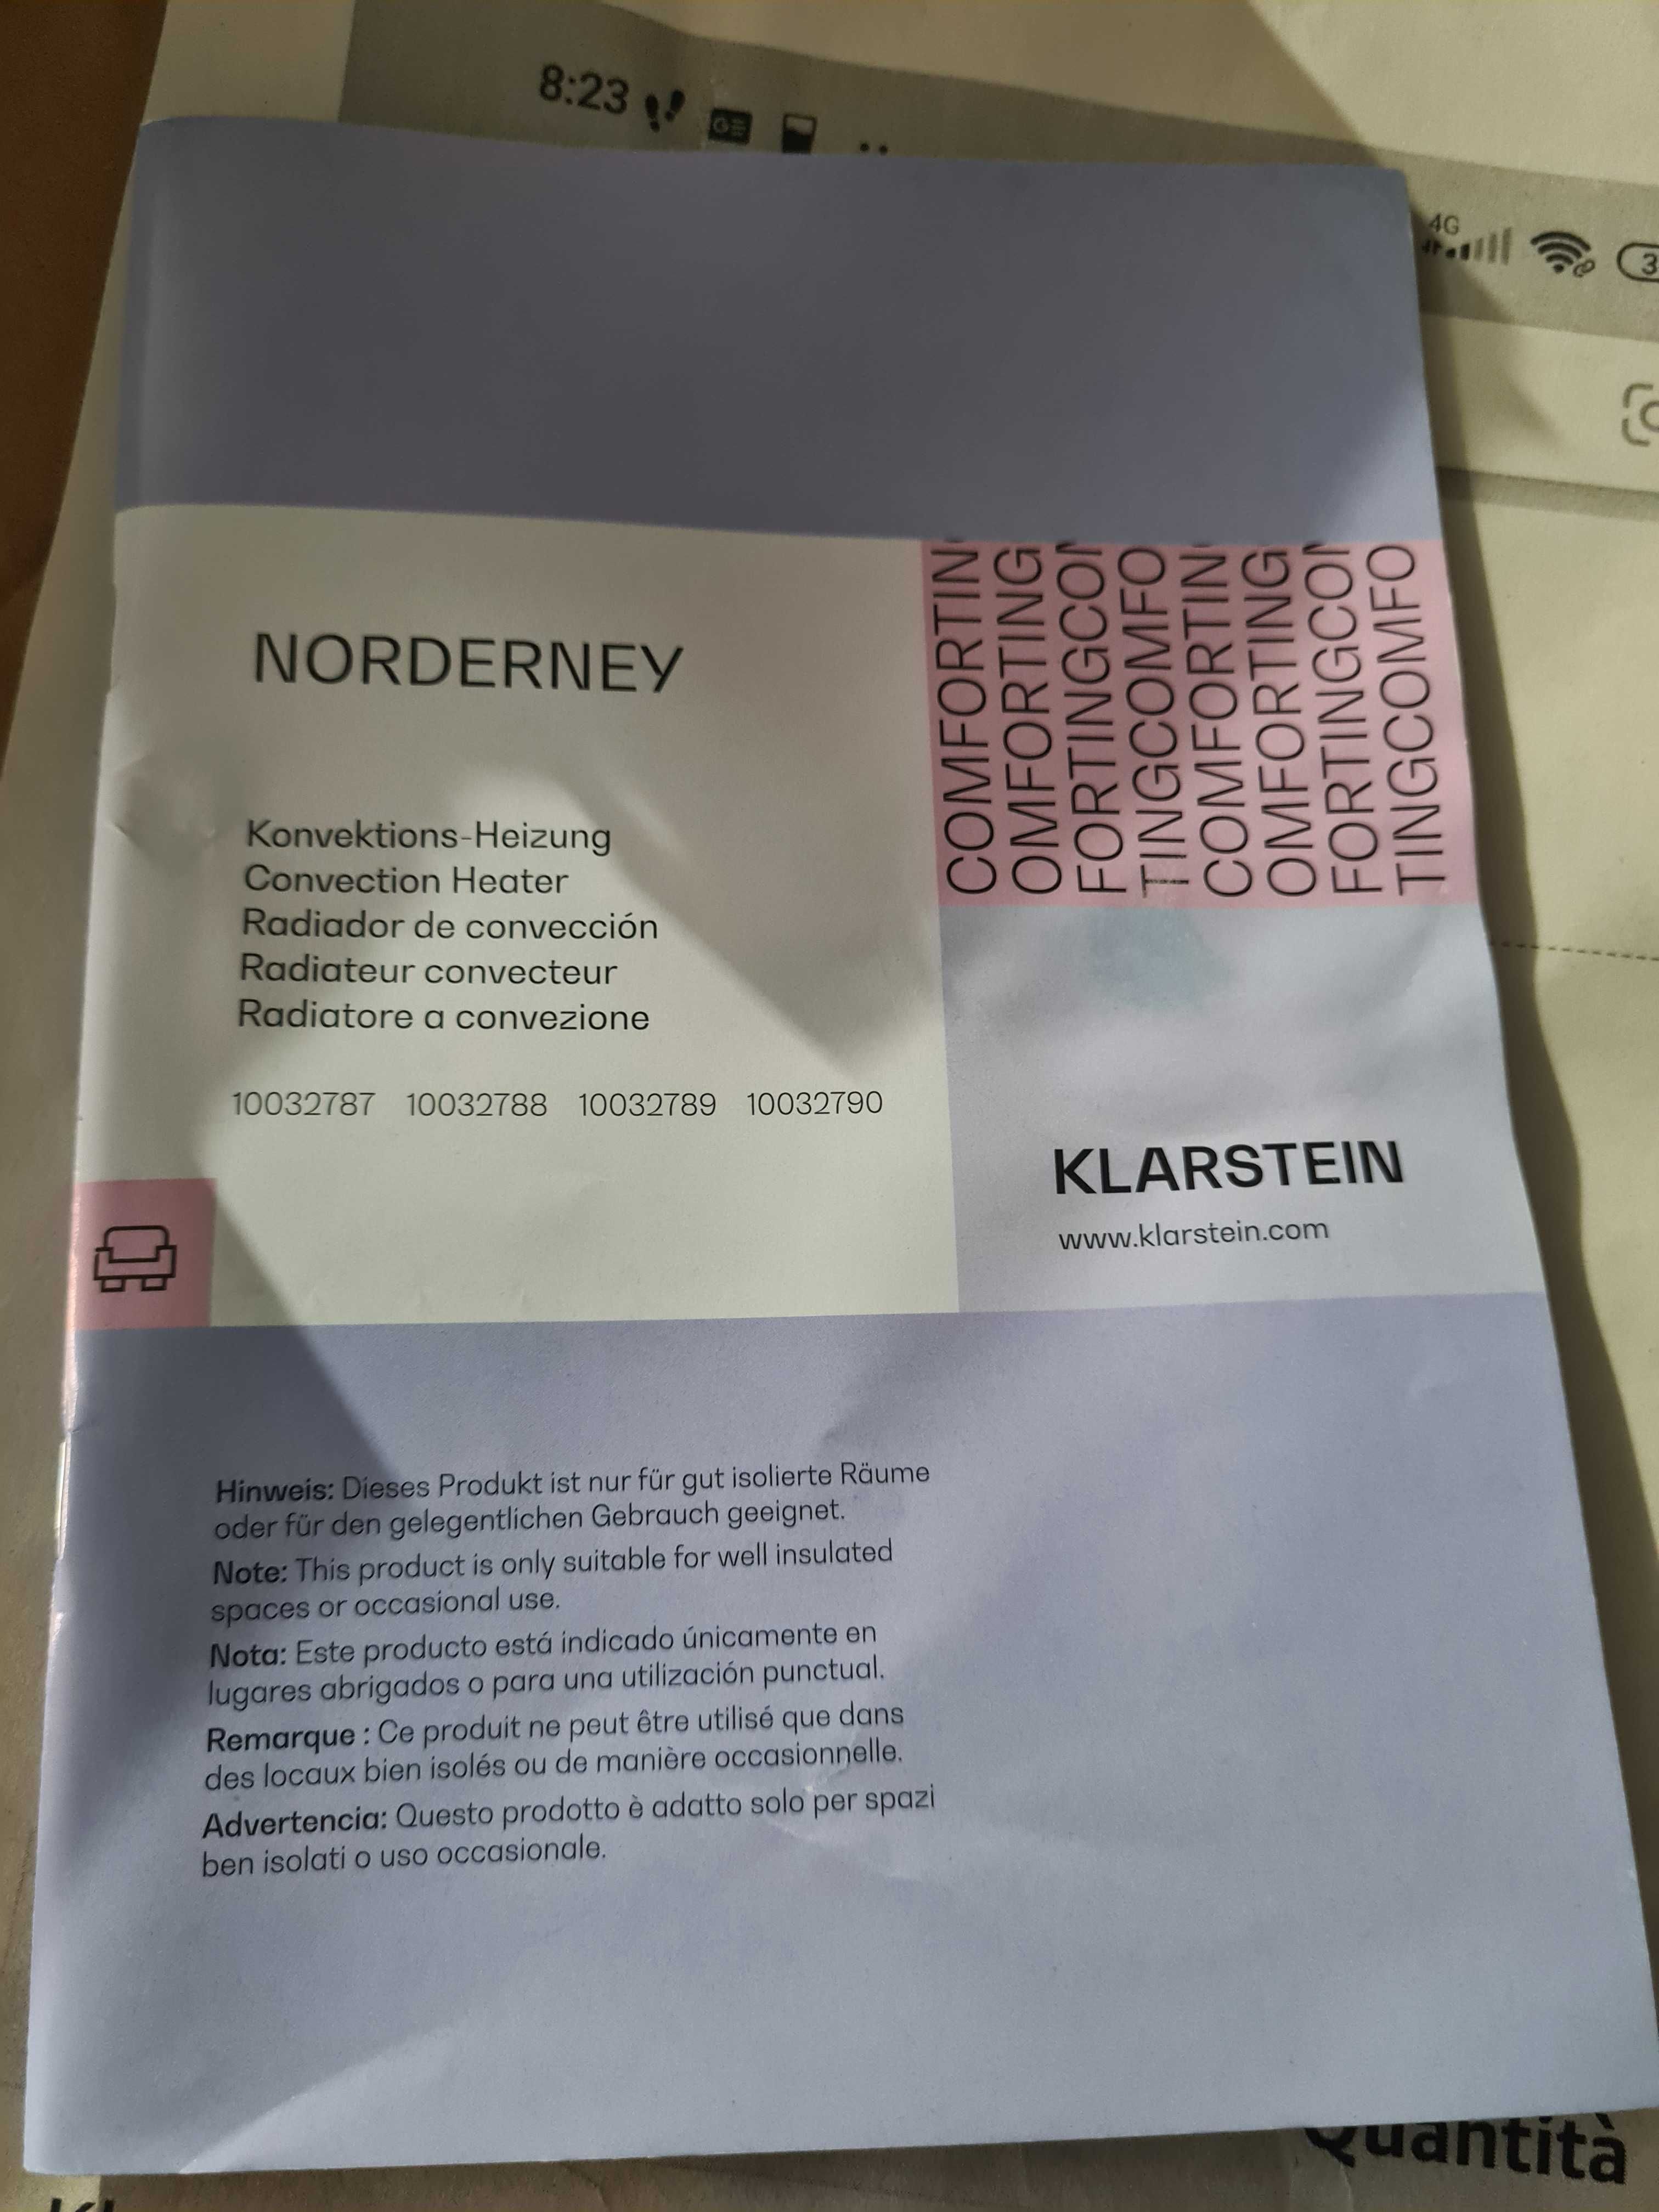 8:23
4G
NORDERNEY
Konvektions-Heizung
Convection Heater
Radiador de convección
Radiateur convecteur
Radiatore a convezione
10032787 10032788 10032789 10032790
COMFORTING
OMFORTING
FORTINGCOM
TINGCOMFO
COMFORTING
OMFORTING
FORTINGCOM
TINGCOMFO
KLARSTEIN
www.klarstein.com
Hinweis: Dieses Produkt ist nur für gut isolierte Räume
oder für den gelegentlichen Gebrauch geeignet.
Note: This product is only suitable for well insulated
spaces or occasional use.
Nota: Este producto está indicado únicamente en
lugares abrigados o para una utilización punctual.
Remarque : Ce produit ne peut être utilisé que dans
des locaux bien isolés ou de manière occasionnelle.
Advertencia: Questo prodotto è adatto solo per spazi
ben isolati o uso occasionale.
Quantità